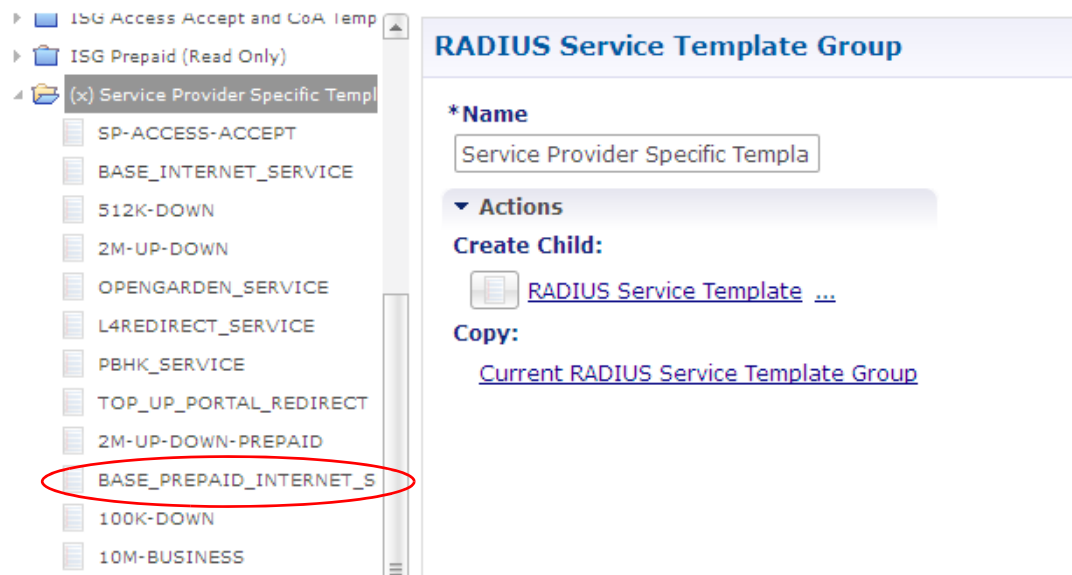 ISG Access Accept and CoA Temp
ISG Prepaid (Read Only)
(x) Service Provider Specific Templ
SP-ACCESS-ACCEPT
BASE_INTERNET_SERVICE
512K-DOWN
2M-UP-DOWN
OPENGARDEN_SERVICE
L4REDIRECT_SERVICE
PBHK_SERVICE
TOP_UP_PORTAL_REDIRECT
2M-UP-DOWN-PREPAID
BASE_PREPAID_INTERNET_S
100K-DOWN
10M-BUSINESS
RADIUS Service Template Group
*Name
Service Provider Specific Templa
Actions
Create Child:
RADIUS Service Template ...
Copy:
Current RADIUS Service Template Group